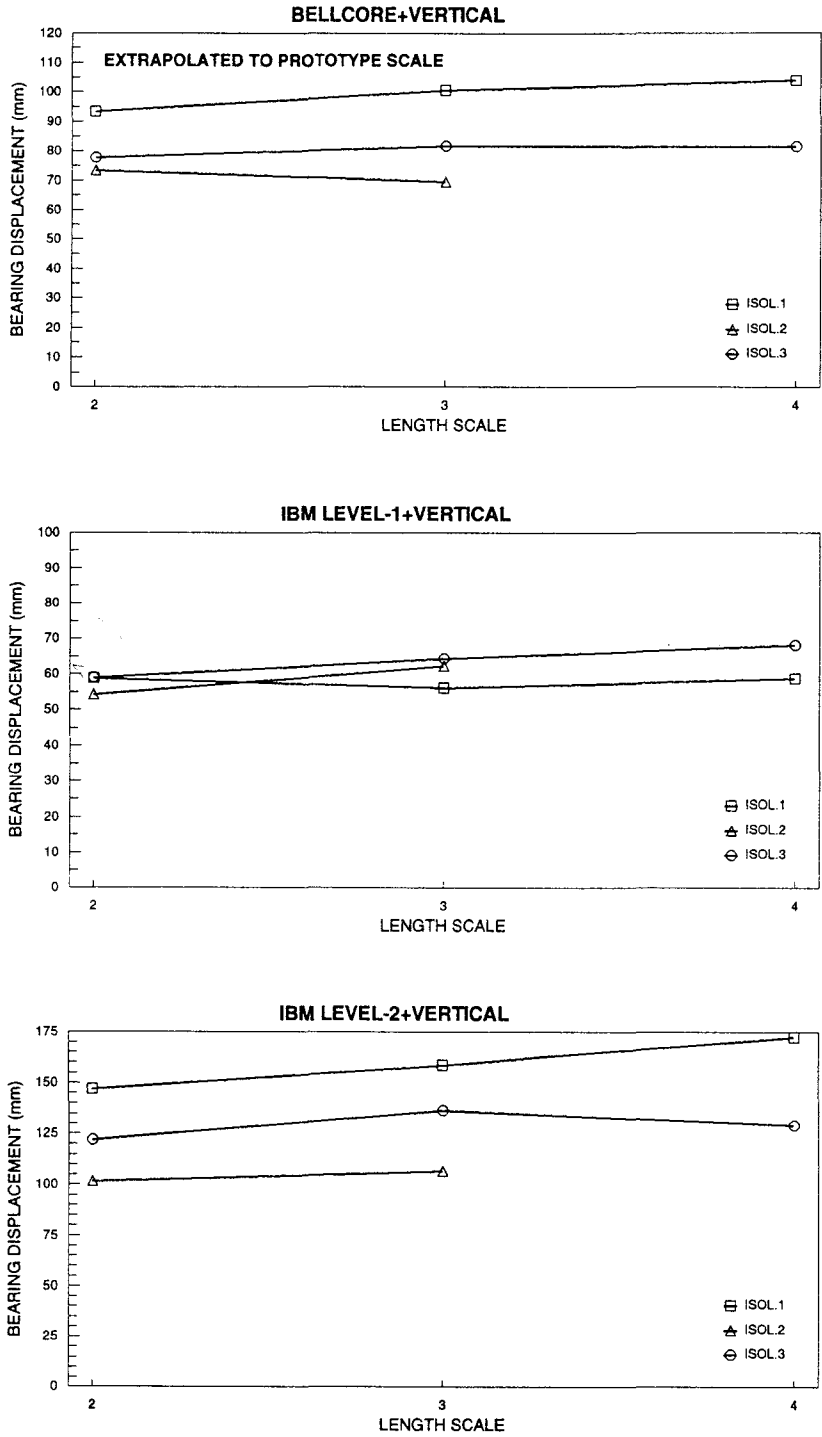 BELLCORE+VERTICAL
EXTRAPOLATED TO PROTOTYPE SCALE
BEARING DISPLACEMENT (mm)
120
110
100
90
80
70
60
50
40
30
20
10
0
ISOL.1
ISOL.2
ISOL.3
2 3 4
LENGTH SCALE
IBM LEVEL-1+VERTICAL
BEARING DISPLACEMENT (mm)
100
90
80
70
60
50
40
30
20
10
0
ISOL.1
ISOL.2
ISOL.3
2 3 4
LENGTH SCALE
IBM LEVEL-2+VERTICAL
BEARING DISPLACEMENT (mm)
175
150
125
100
75
50
25
0
ISOL.1
ISOL.2
ISOL.3
2 3 4
LENGTH SCALE